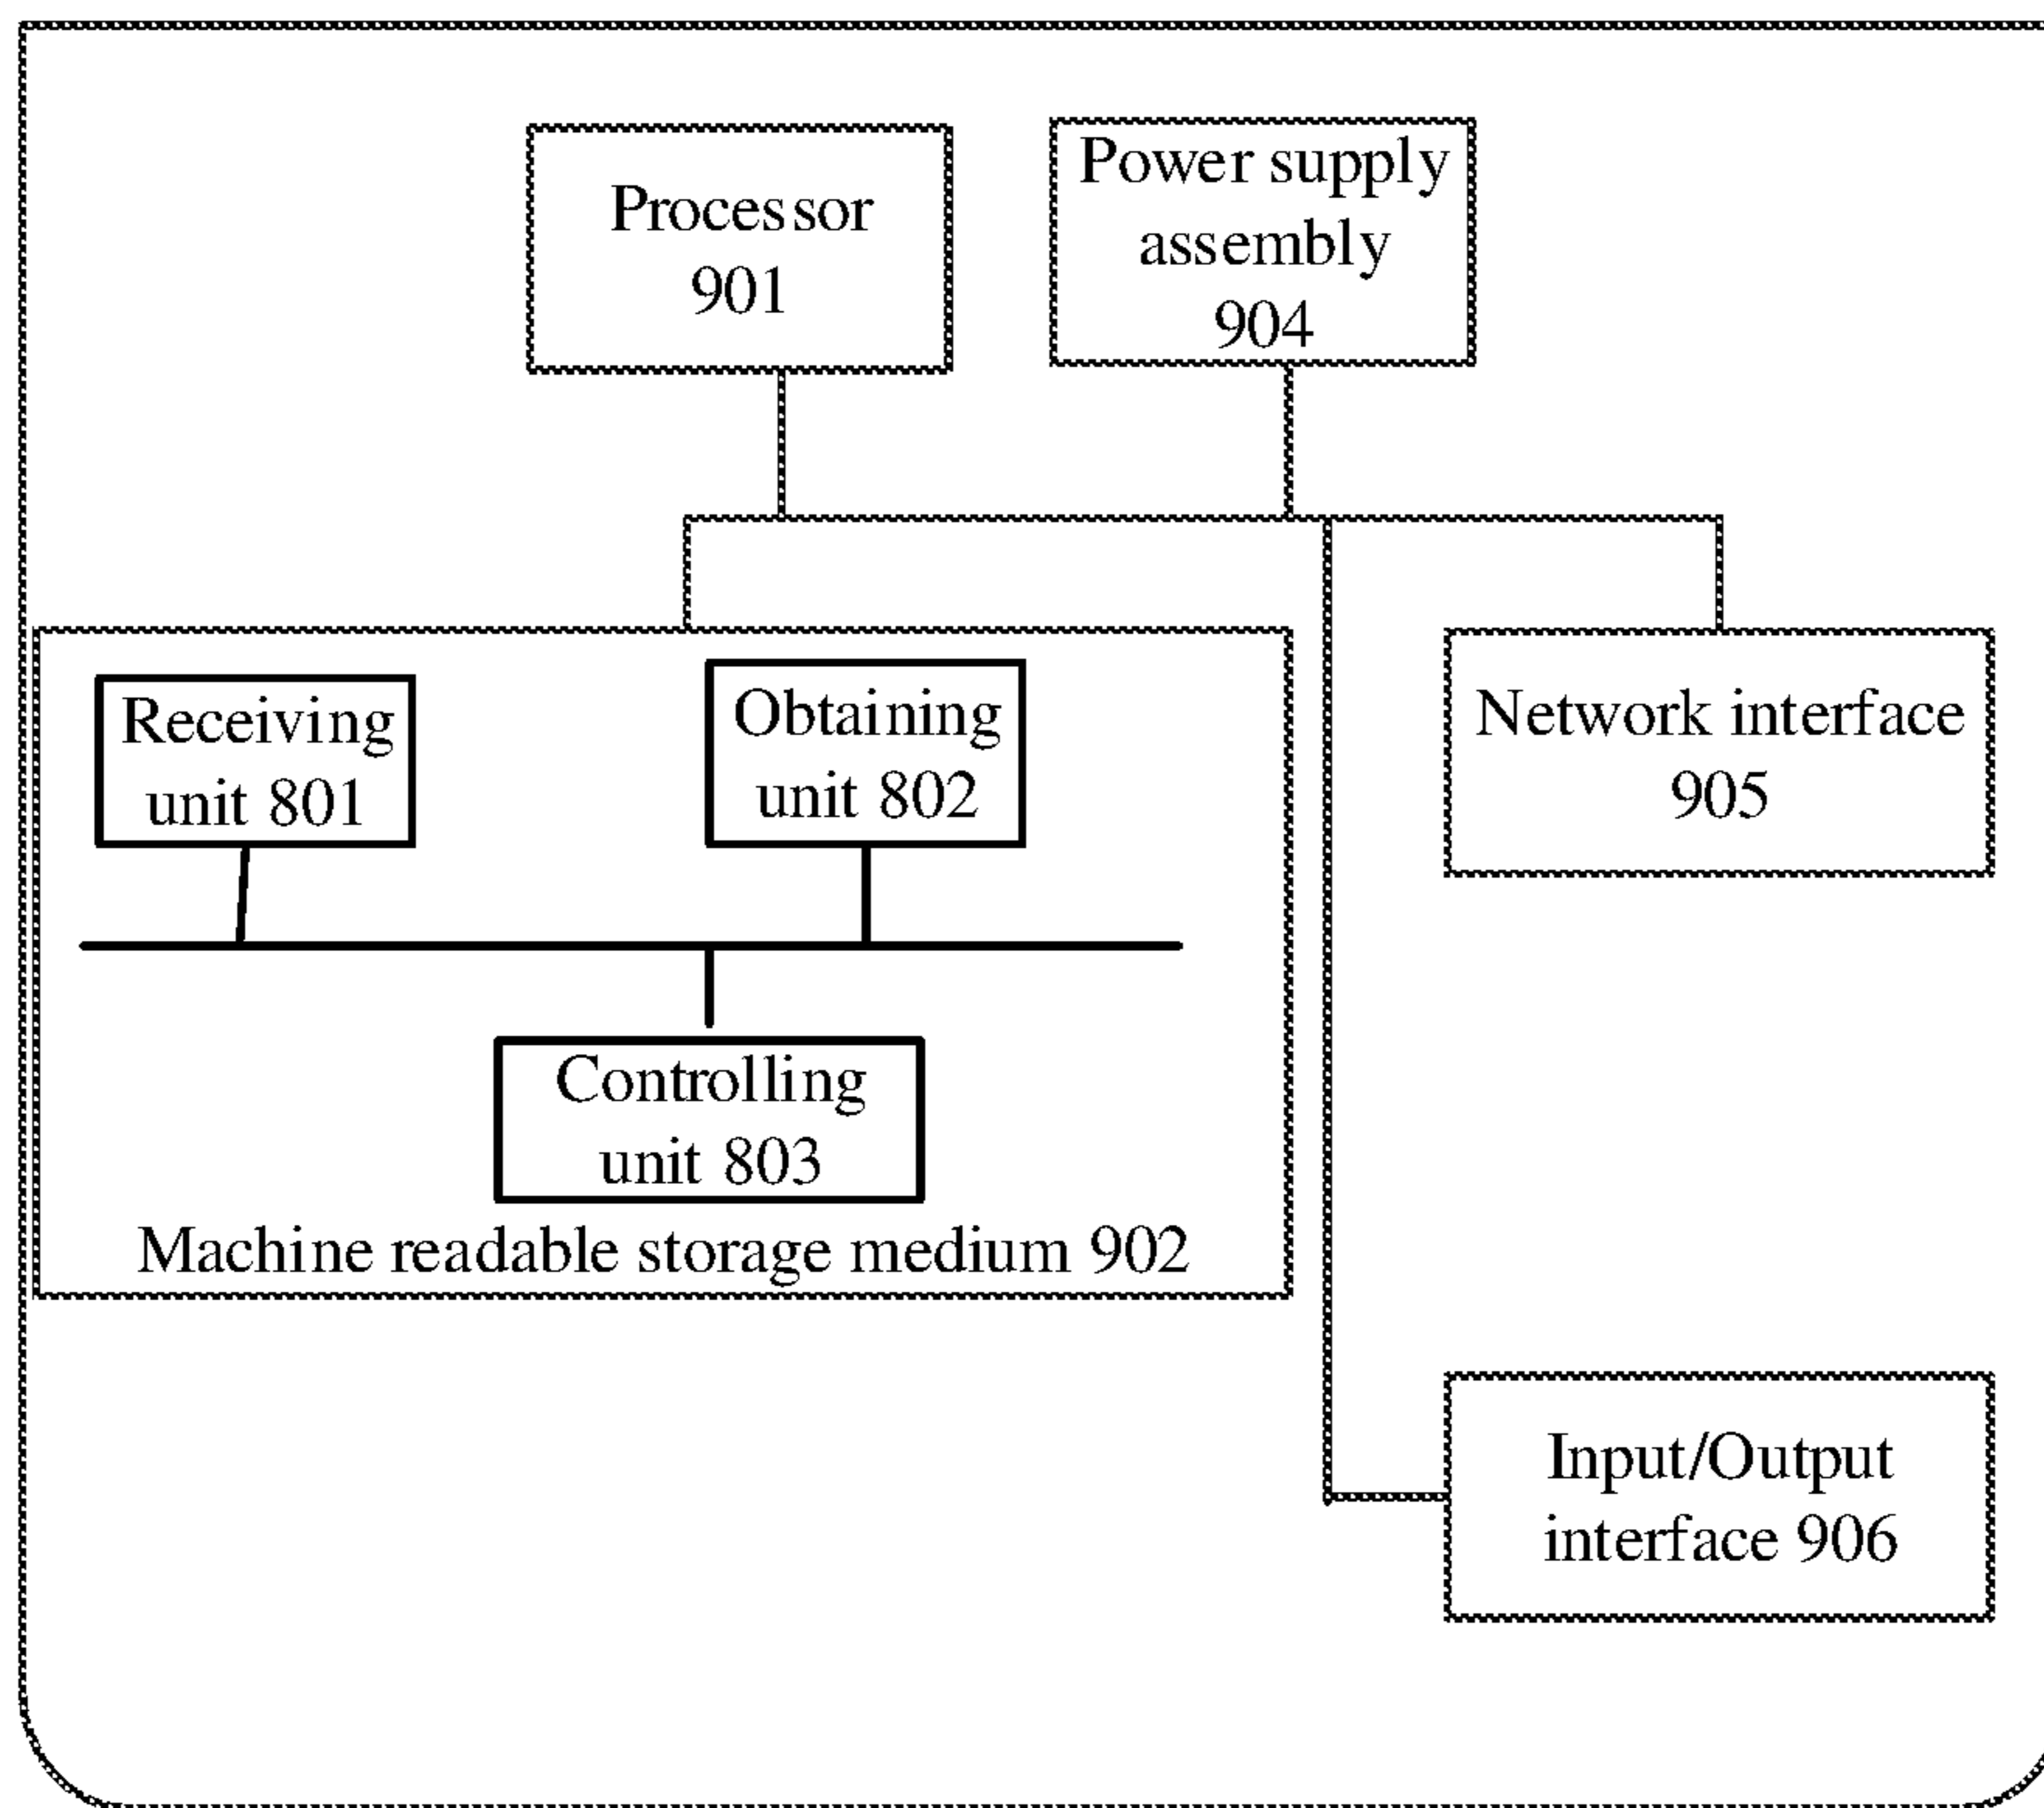 Processor
901
Power supply
assembly
904
Receiving
unit 801
Obtaining
unit 802
Network interface
905
Controlling
unit 803
Machine readable storage medium 902
Input/Output
interface 906